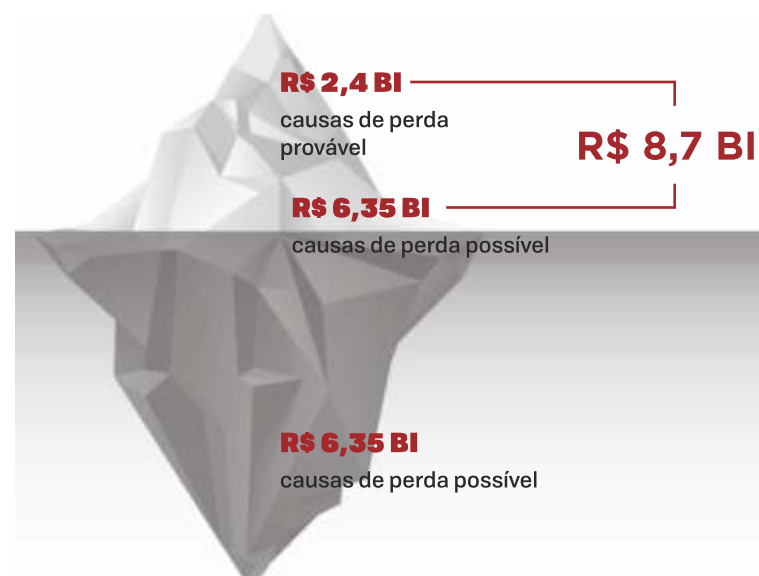 R$ 2,4 BI
causas de perda
provável
R$ 8,7 BI
R$ 6,35 BI
causas de perda possível
R$ 6,35 BI
causas de perda possível